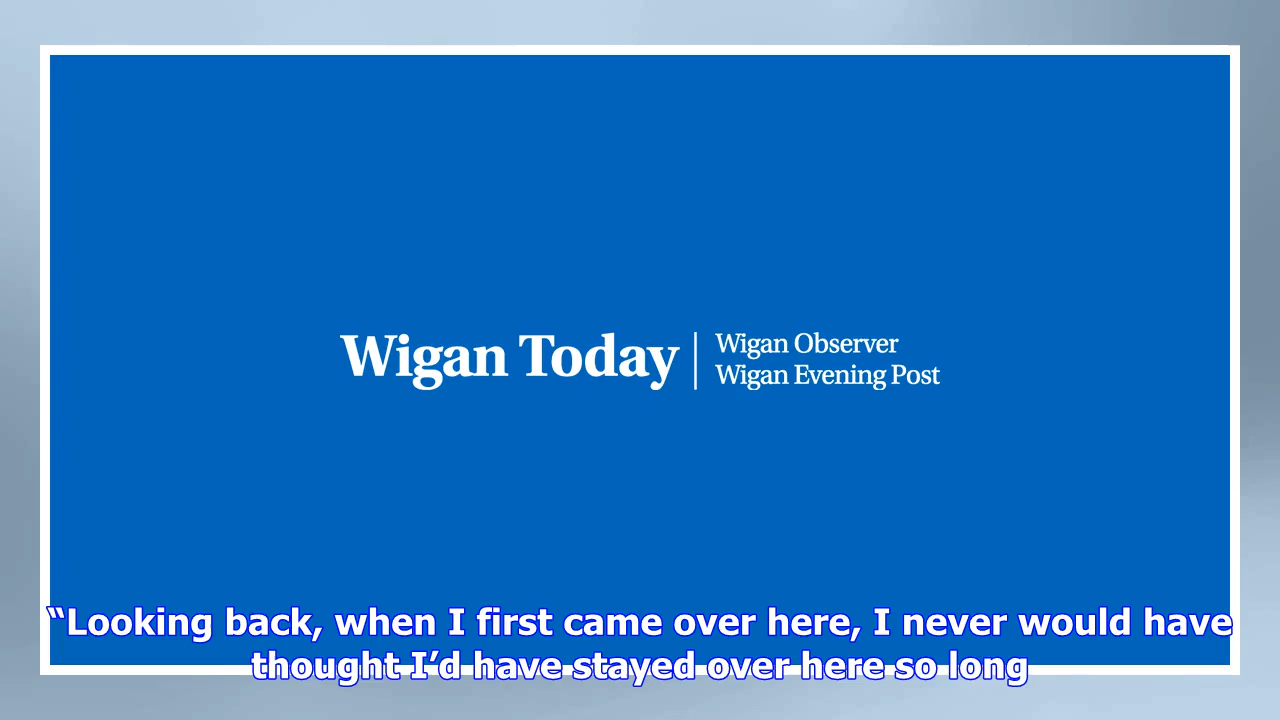 Wigan Today
Wigan Observer
Wigan Evening Post
“Looking back, when I first came over here, I never would have
thought I’d have stayed over here so long